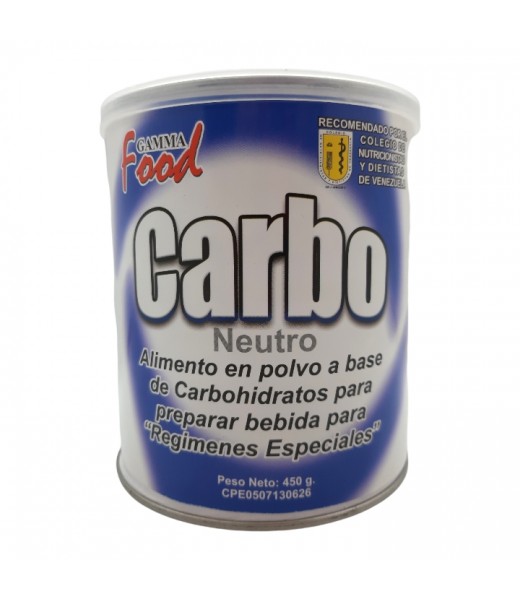 GAMMA
Food
RECOMENDADO POR EL
COLEGIO DE
NUTRICIONISTAS
Y DIETISTAS
DE VENEZUELA
Carbo
Neutro
Alimento en polvo a base
de Carbohidratos para
preparar bebida para
"Regimenes Especiales"
Peso Neto: 450 g.
CPE0507130626